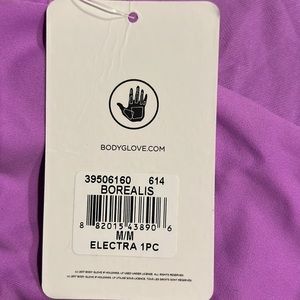 BODYGLOVE.COM
39506160 614
BOREALIS
8 82015 43890 6
M/M
ELECTRA 1PC